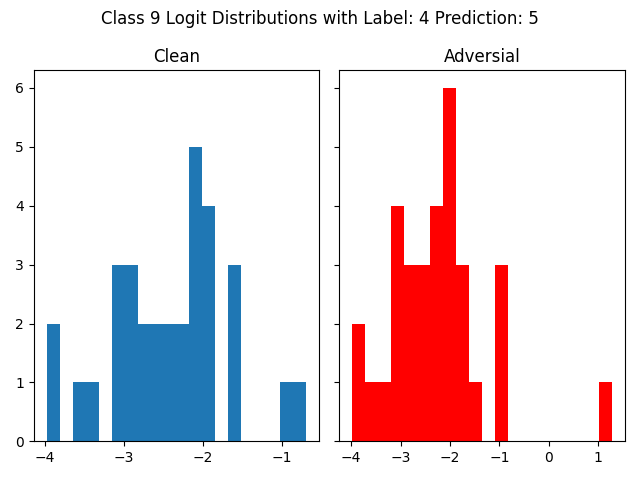 Class 9 Logit Distributions with Label: 4 Prediction: 5
Clean
Adversial
6
5
4
3
2
1
0
−4 −3 −2 −1
−4 −3 −2 −1 0 1